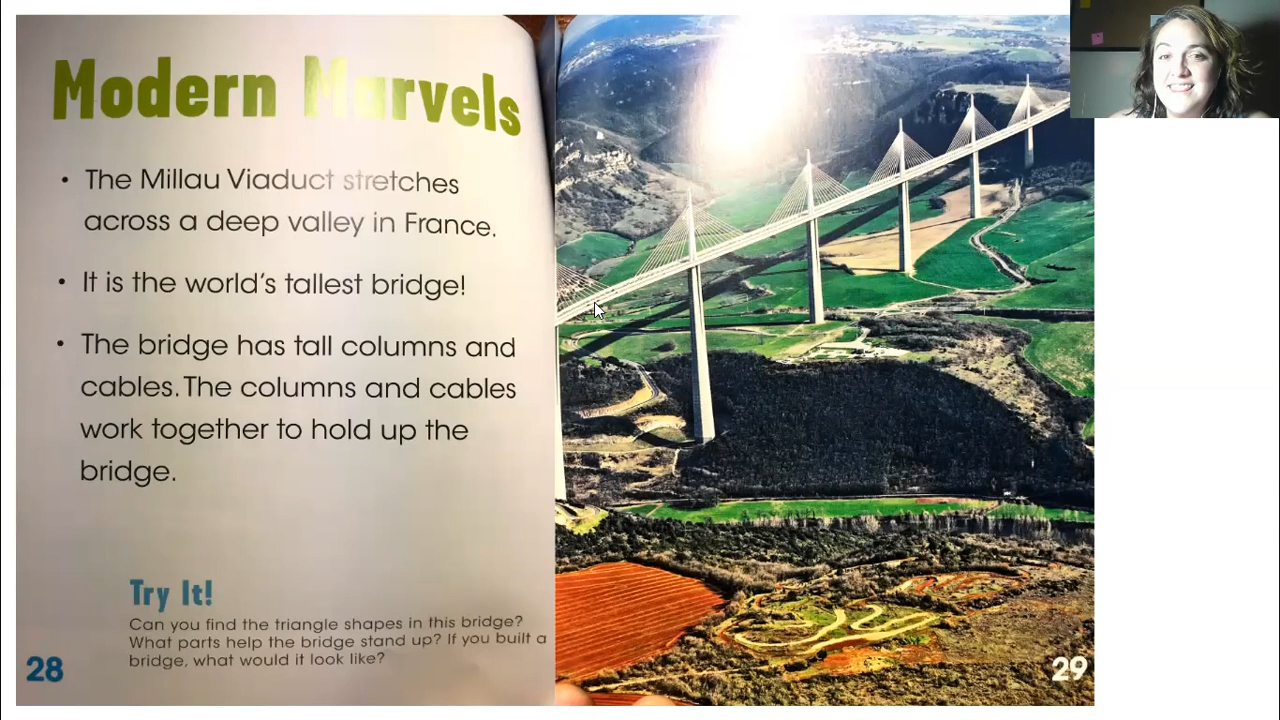 Modern Marvels
• The Millau Viaduct stretches
across a deep valley in France.
• It is the world's tallest bridge!
• The bridge has tall columns and
cables. The columns and cables
work together to hold up the
bridge.
Try It!
Can you find the triangle shapes in this bridge?
What parts help the bridge stand up? If you built a
bridge, what would it look like?
28
29